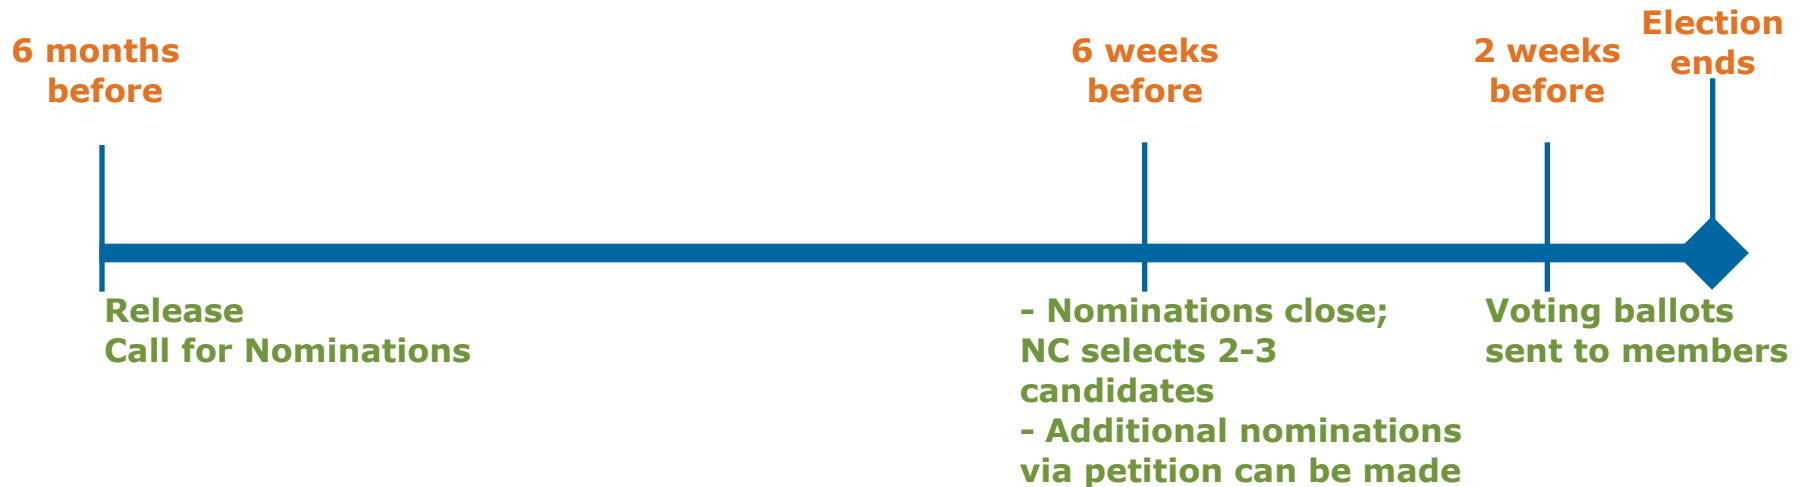 6 months
before
6 weeks
before
2 weeks
before
Election
ends
Release
Call for Nominations
- Nominations close;
NC selects 2-3
candidates
- Additional nominations
via petition can be made
Voting ballots
sent to members